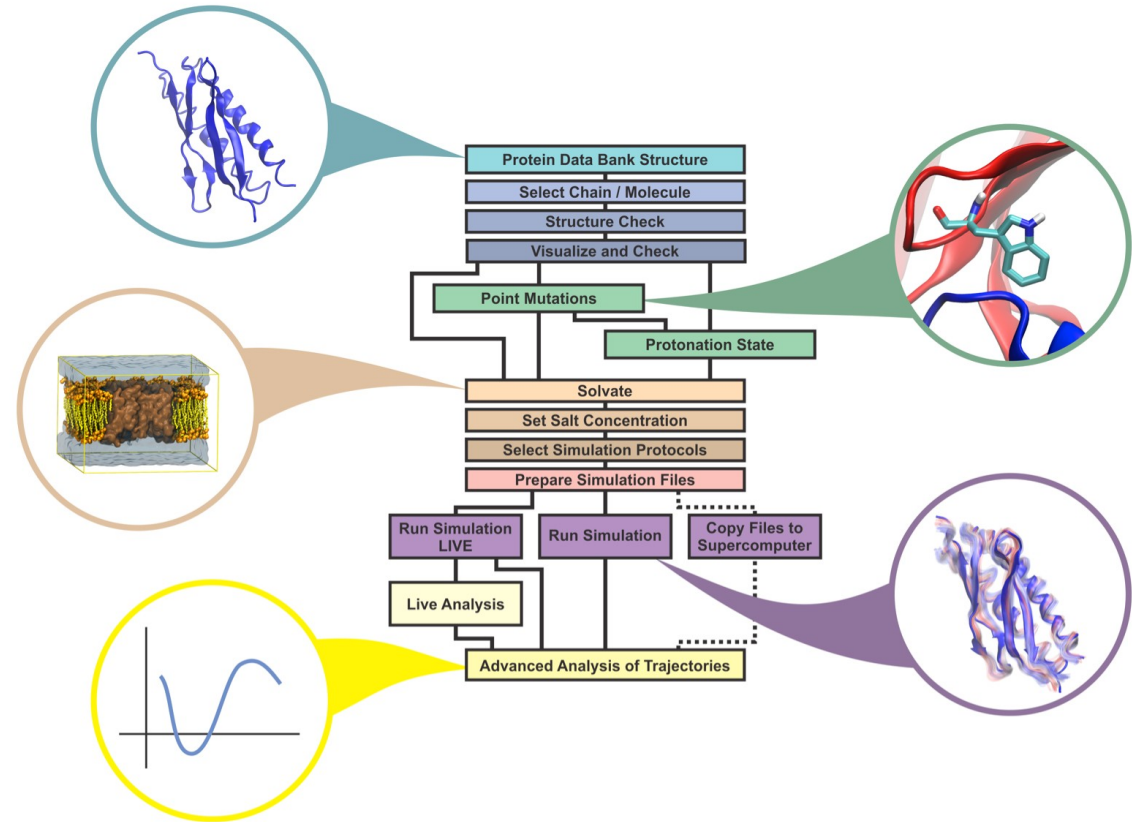 Protein Data Bank Structure
Select Chain / Molecule
Structure Check
Visualize and Check
Point Mutations
Protonation State
Solvate
Set Salt Concentration
Select Simulation Protocols
Prepare Simulation Files
Run Simulation
LIVE
Run Simulation
Copy Files to
Supercomputer
Live Analysis
Advanced Analysis of Trajectories
N
N